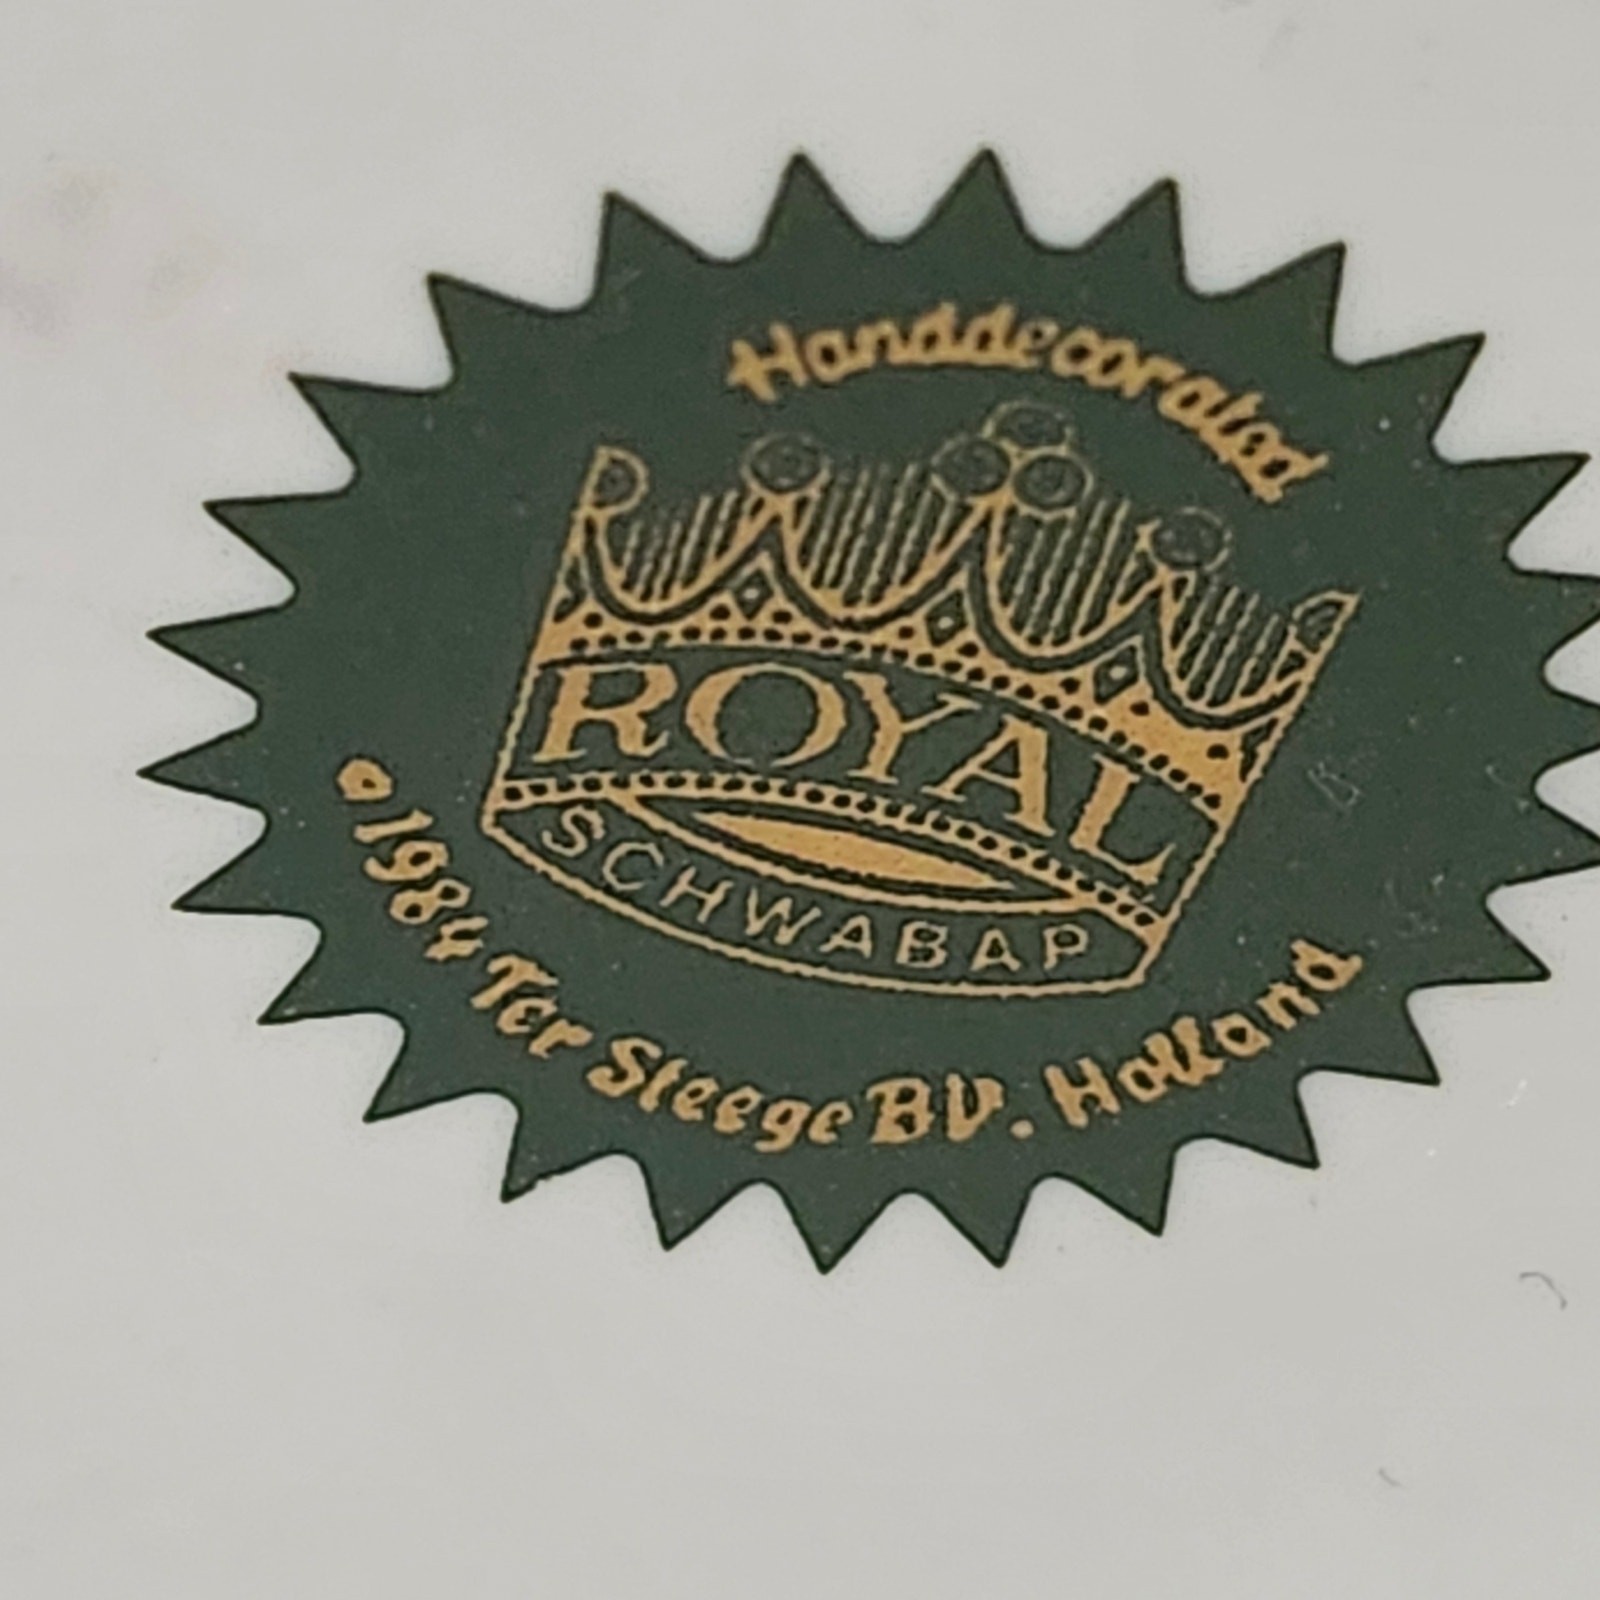 Handdecorated
ROYAL
SCHWABAP
©1984 Ter Steege BV. Holland